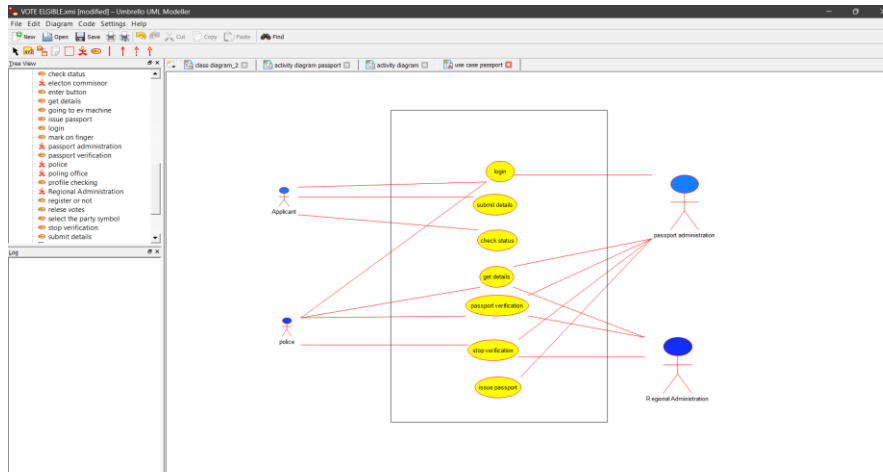 VOTE ELGIBLE.xmi [modified] – Umbrello UML Modeller
File Edit Diagram Code Settings Help
New Open Save Cut Copy Paste Find
Tree View
class diagram_2 activity diagram passport activity diagram use case passport
check status
electon commisnor
enter button
get details
going to ev machine
issue passport
login
mark on finger
passport administration
passport verification
police
poling office
profile checking
Regional Administration
register or not
relese votes
select the party symbol
stop verification
submit details
Log
login
Applicant
submit details
passport administration
check status
get details
passport verification
police
stop verification
issue passport
Regional Administration